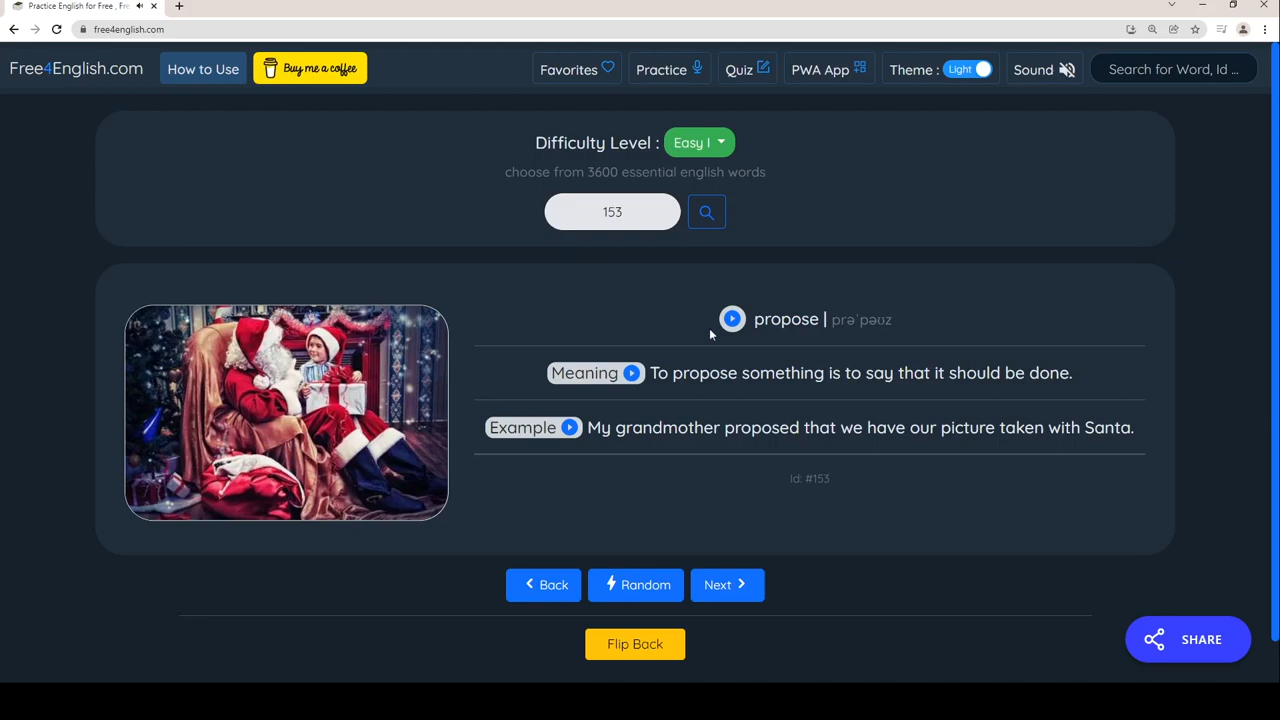 Practice English for Free , Fre
free4english.com
Free4English.com
How to Use
Buy me a coffee
Favorites
Practice
Quiz
PWA App
Theme : Light
Sound
Search for Word, Id ...
Difficulty Level : Easy I
choose from 3600 essential english words
153
propose | prəˈpəʊz
Meaning To propose something is to say that it should be done.
Example My grandmother proposed that we have our picture taken with Santa.
Id: #153
Back
Random
Next
Flip Back
SHARE